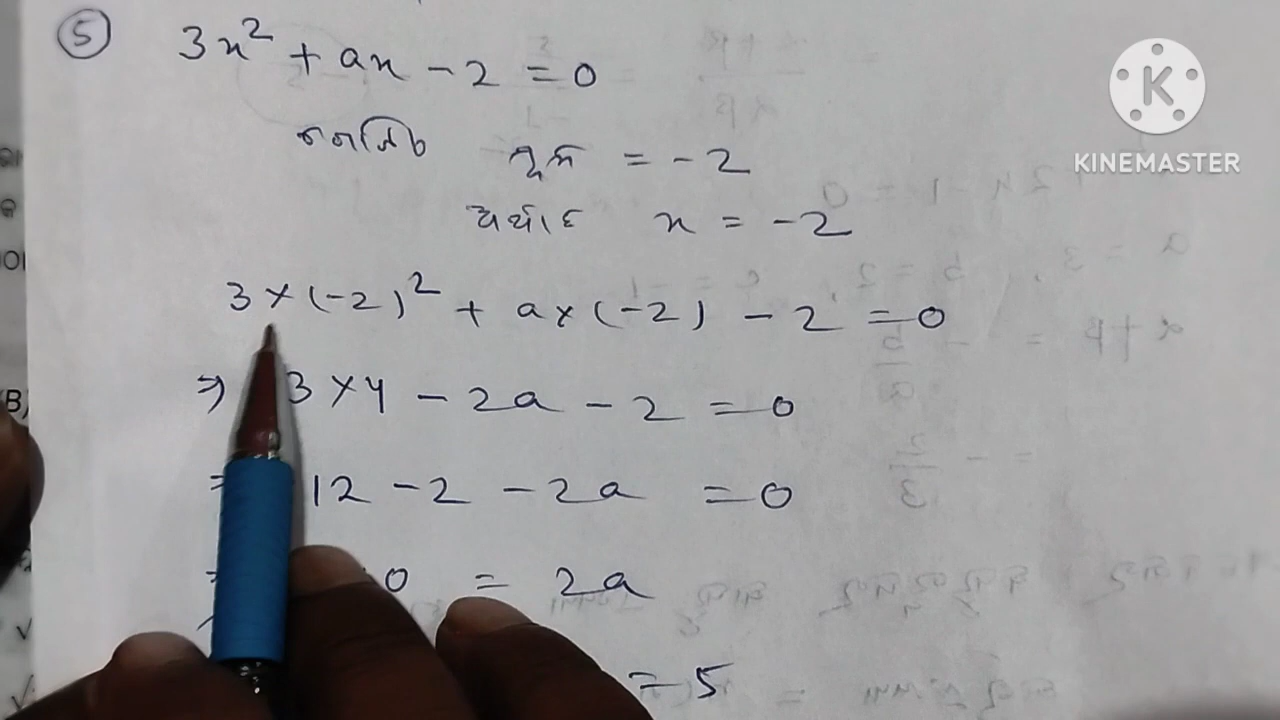 ⑤ 3x² + ax - 2 = 0
= -2
x = -2
3 × (-2)² + a × (-2) - 2 = 0
⇒ 3 × 4 - 2a - 2 = 0
12 - 2 - 2a = 0
0 = 2a
= 5
KINEMASTER